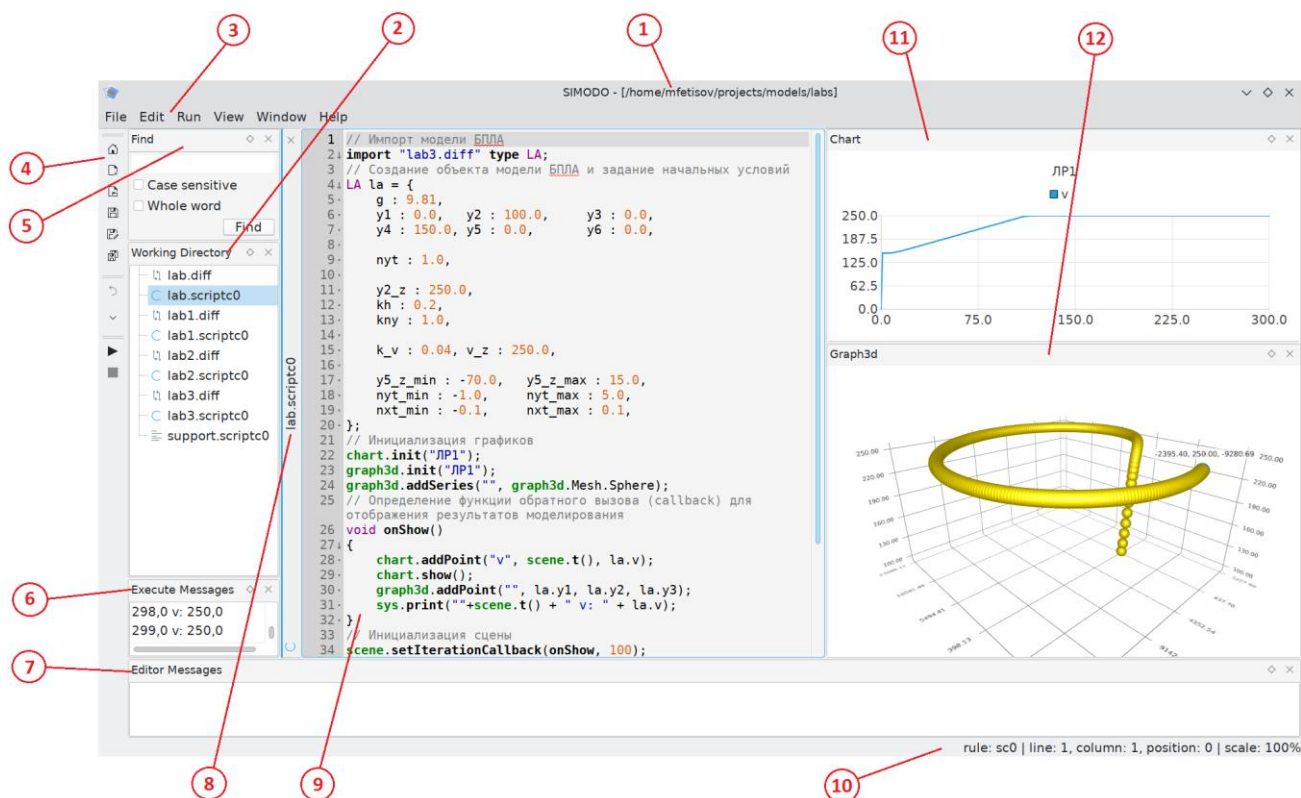 1
2
3
11
12
SIMODO - [/home/mfetisov/projects/models/labs]
File Edit Run View Window Help
4
5
Find
Case sensitive
Whole word
Find
Working Directory
lab.diff
lab.scriptc0
lab1.diff
lab1.scriptc0
lab2.diff
lab2.scriptc0
lab3.diff
lab3.scriptc0
support.scriptc0
6
Execute Messages
298,0 v: 250,0
299,0 v: 250,0
lab.scriptc0
1 // Импорт модели БПЛА
2 import "lab3.diff" type LA;
3 // Создание объекта модели БПЛА и задание начальных условий
4 LA la = {
5 g : 9.81,
6 y1 : 0.0, y2 : 100.0, y3 : 0.0,
7 y4 : 150.0, y5 : 0.0, y6 : 0.0,
8
9 nyt : 1.0,
10
11 y2_z : 250.0,
12 kh : 0.2,
13 kny : 1.0,
14
15 k_v : 0.04, v_z : 250.0,
16
17 y5_z_min : -70.0, y5_z_max : 15.0,
18 nyt_min : -1.0, nyt_max : 5.0,
19 nxt_min : -0.1, nxt_max : 0.1,
20 };
21 // Инициализация графиков
22 chart.init("ЛР1");
23 graph3d.init("ЛР1");
24 graph3d.addSeries("", graph3d.Mesh.Sphere);
25 // Определение функции обратного вызова (callback) для
отображения результатов моделирования
26 void onShow()
27 {
28 chart.addPoint("v", scene.t(), la.v);
29 chart.show();
30 graph3d.addPoint("", la.y1, la.y2, la.y3);
31 sys.print(""+scene.t() + " v: " + la.v);
32 }
33 // Инициализация сцены
34 scene.setIterationCallback(onShow, 100);
Chart
ЛР1
v
250.0
187.5
125.0
62.5
0.0
0.0 75.0 150.0 225.0 300.0
Graph3d
-2395.40, 250.00, -9280.69
250.00
220.00
190.00
160.00
130.00
100.00
250.00
220.00
190.00
160.00
130.00
100.00
5494.81
398.13
-4352.54
-9142
7
Editor Messages
8
9
10
rule: sc0 | line: 1, column: 1, position: 0 | scale: 100%